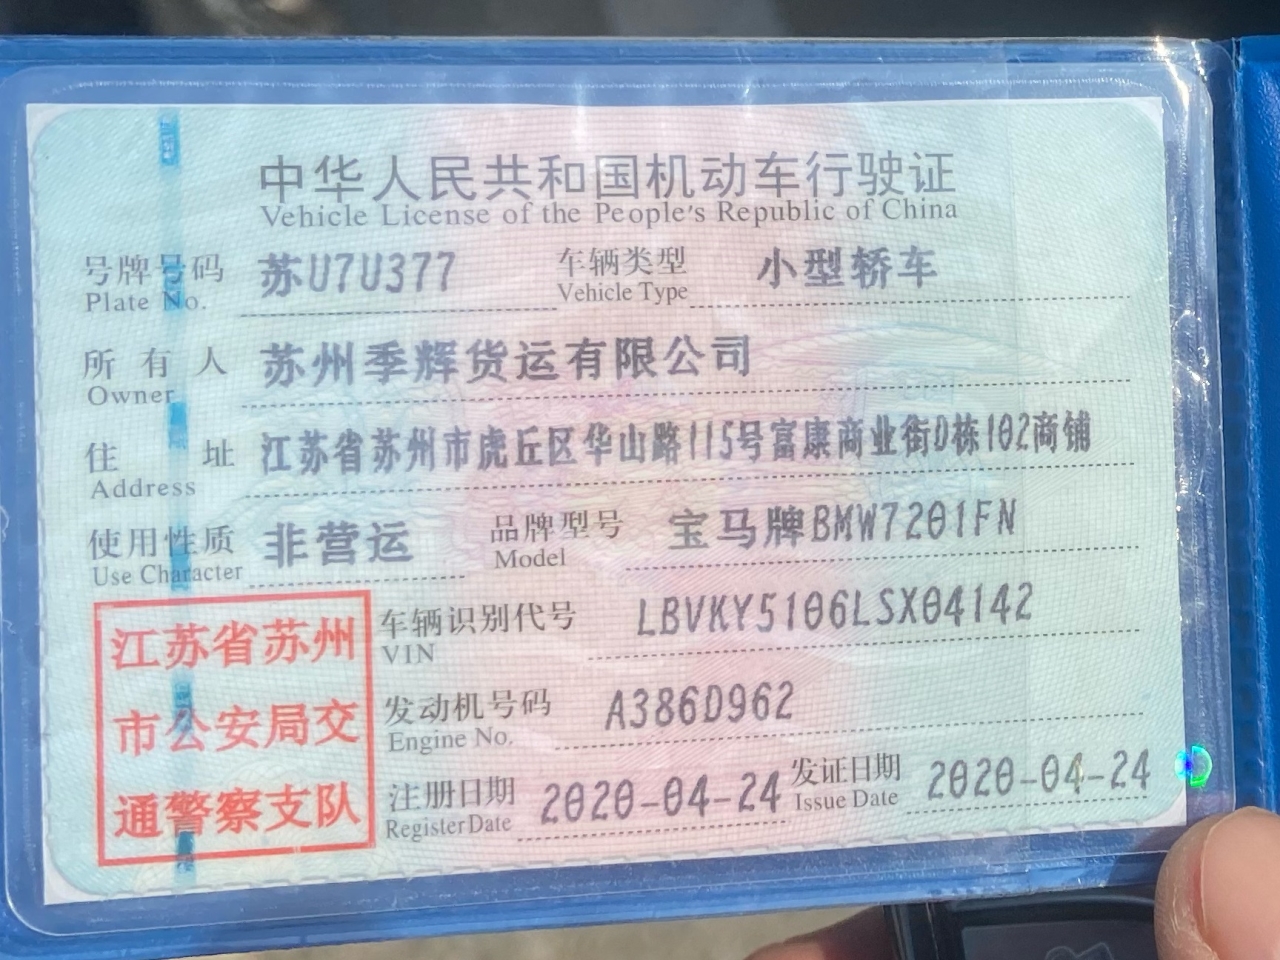 中华人民共和国机动车行驶证
Vehicle License of the People's Republic of China
号牌号码 苏U7U377 车辆类型 小型轿车
Plate No. Vehicle Type
所有人 苏州季辉货运有限公司
Owner
住址 江苏省苏州市虎丘区华山路115号富康商业街D栋102商铺
Address
使用性质 非营运 品牌型号 宝马牌BMW7201FN
Use Character Model
江苏省苏州
市公安局交
通警察支队
车辆识别代号 LBVKY5106LSX04142
VIN
发动机号码 A386D962
Engine No.
注册日期 2020-04-24 发证日期 2020-04-24
Register Date Issue Date